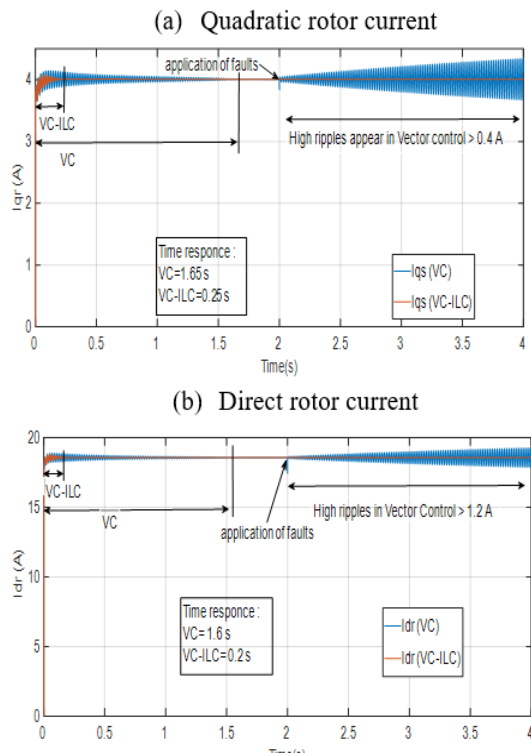 (a) Quadratic rotor current
application of faults
VC-ILC
VC
High ripples appear in Vector control > 0.4 A
Time responce :
VC=1.65 s
VC-ILC=0.25s
Iqs (VC)
Iqs (VC-ILC)
Iqr (A)
4
3
4
2
4
1
0
0
0.5
1
1.5
2
2.5
3
3.5
4
Time(s)
(b) Direct rotor current
VC-ILC
VC
application of faults
High ripples in Vector Control > 1.2 A
Time responce :
VC= 1.6 s
VC-ILC=0.2s
Idr (VC)
Idr (VC-ILC)
Idr (A)
20
15
10
5
0
0
0.5
1
1.5
2
2.5
3
3.5
4
Time(s)